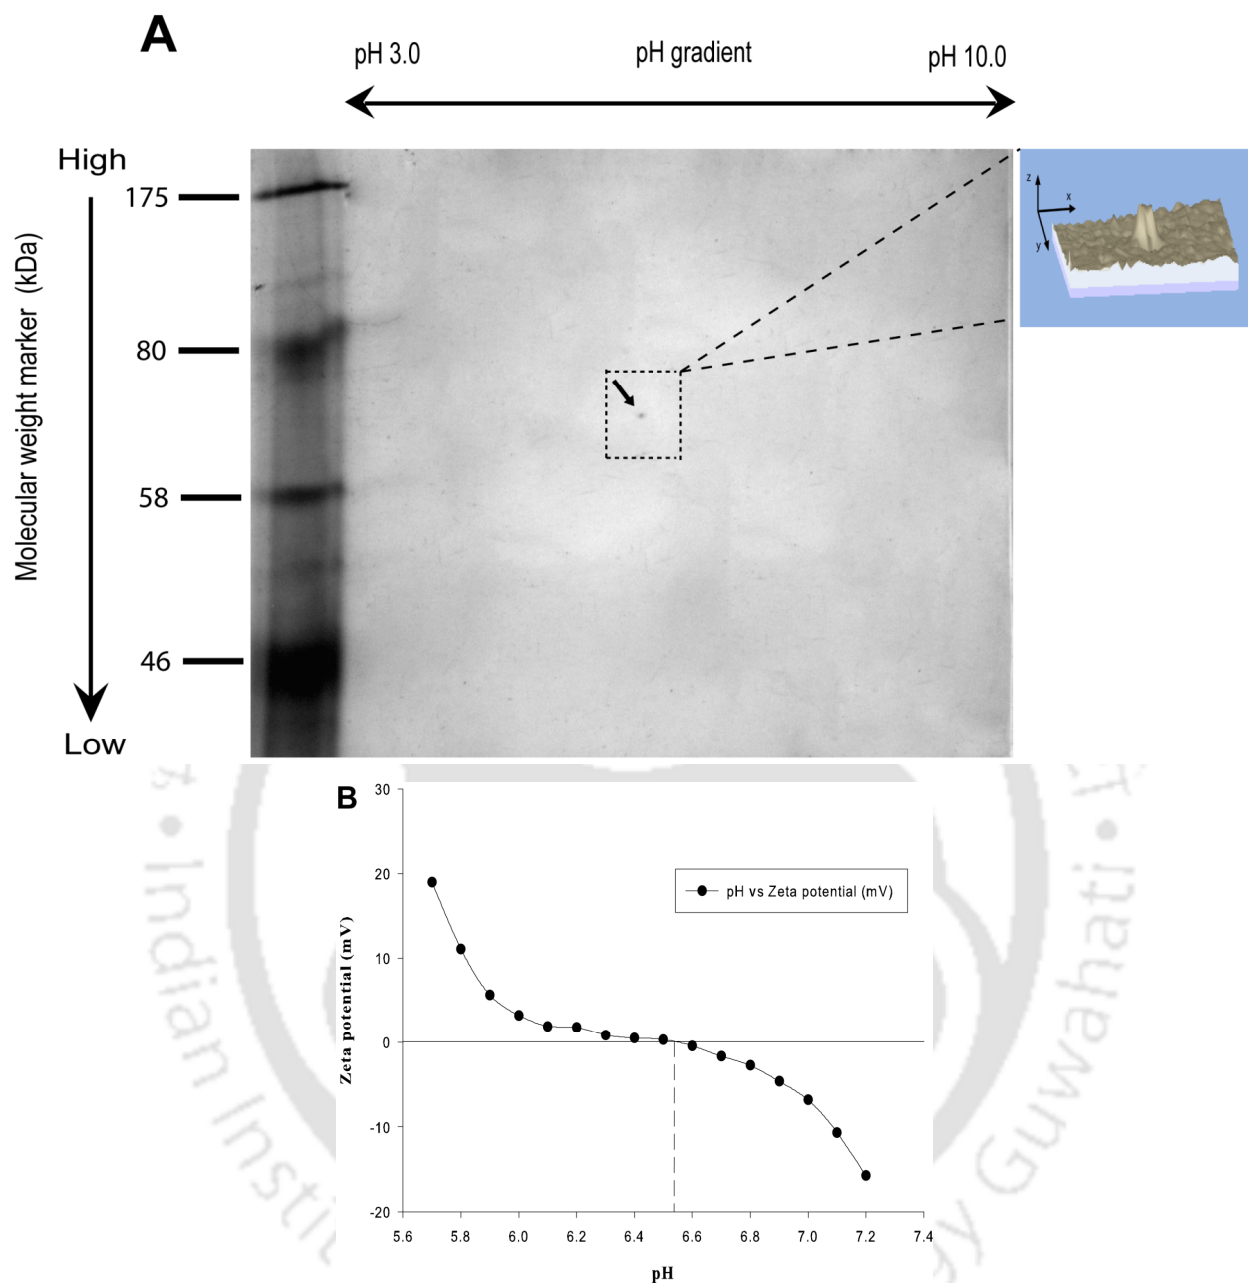 A
pH 3.0 pH gradient pH 10.0
High
175
80
58
46
Low
Molecular weight marker (kDa)
z
x
y
B
30
20
10
0
-10
-20
Zeta potential (mV)
pH vs Zeta potential (mV)
5.6 5.8 6.0 6.2 6.4 6.6 6.8 7.0 7.2 7.4
pH
Indian Instit
gy Guwahati